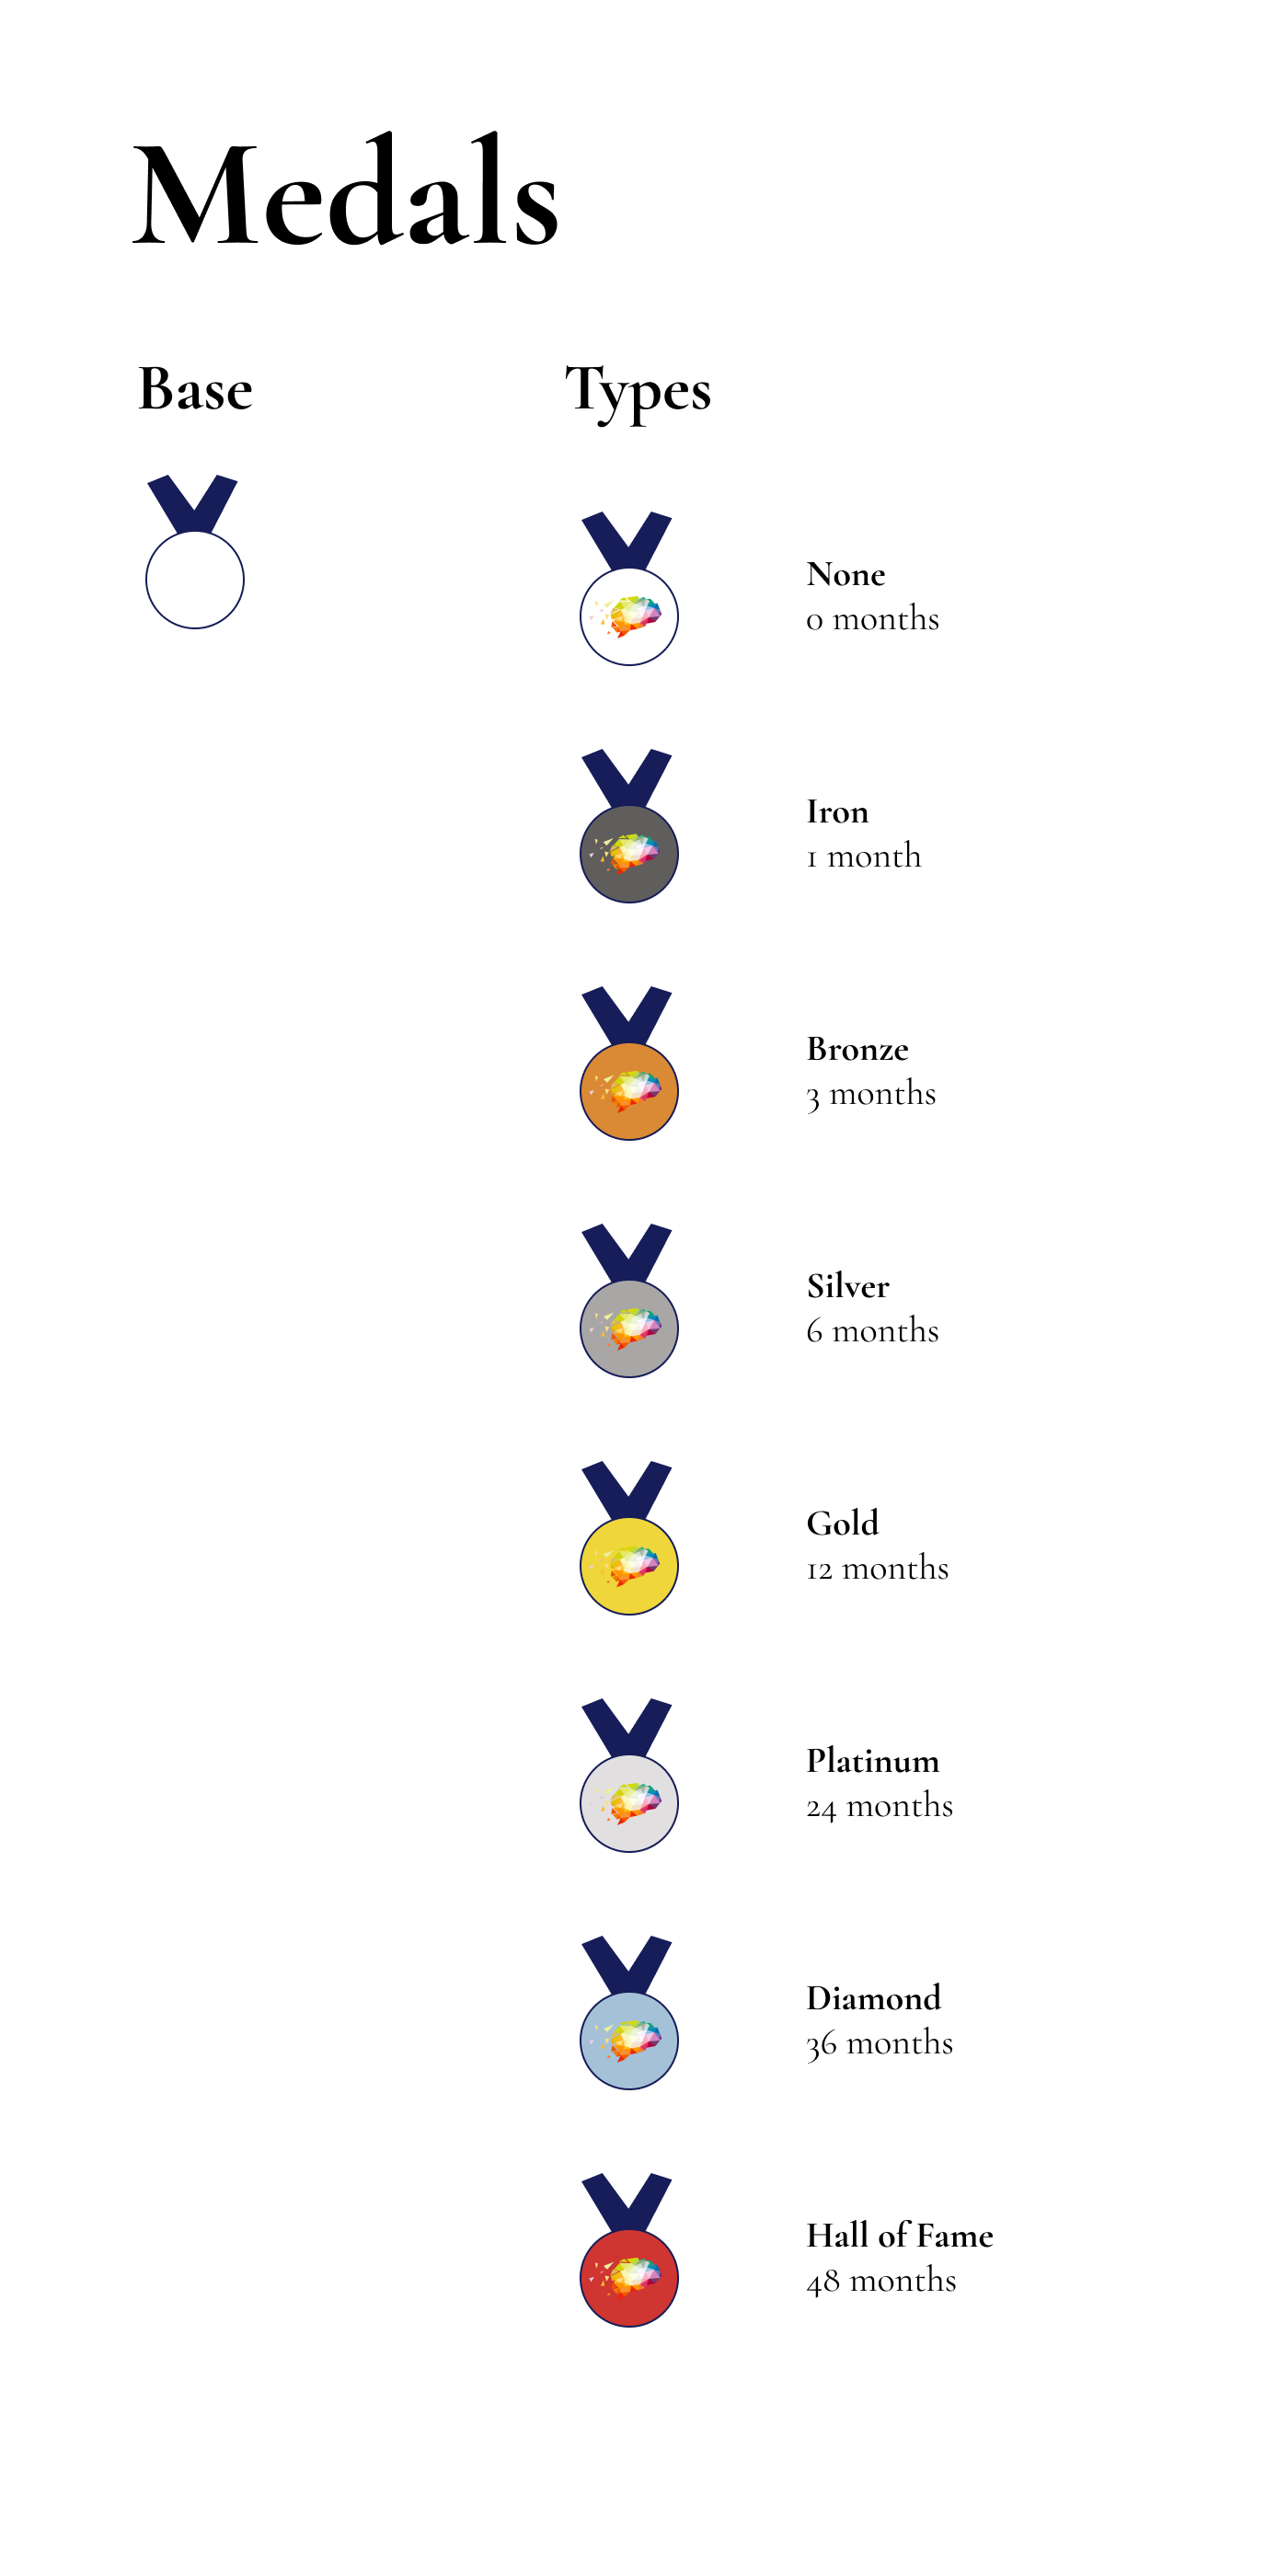 Medals
Base
Types
None
0 months
Iron
1 month
Bronze
3 months
Silver
6 months
Gold
12 months
Platinum
24 months
Diamond
36 months
Hall of Fame
48 months